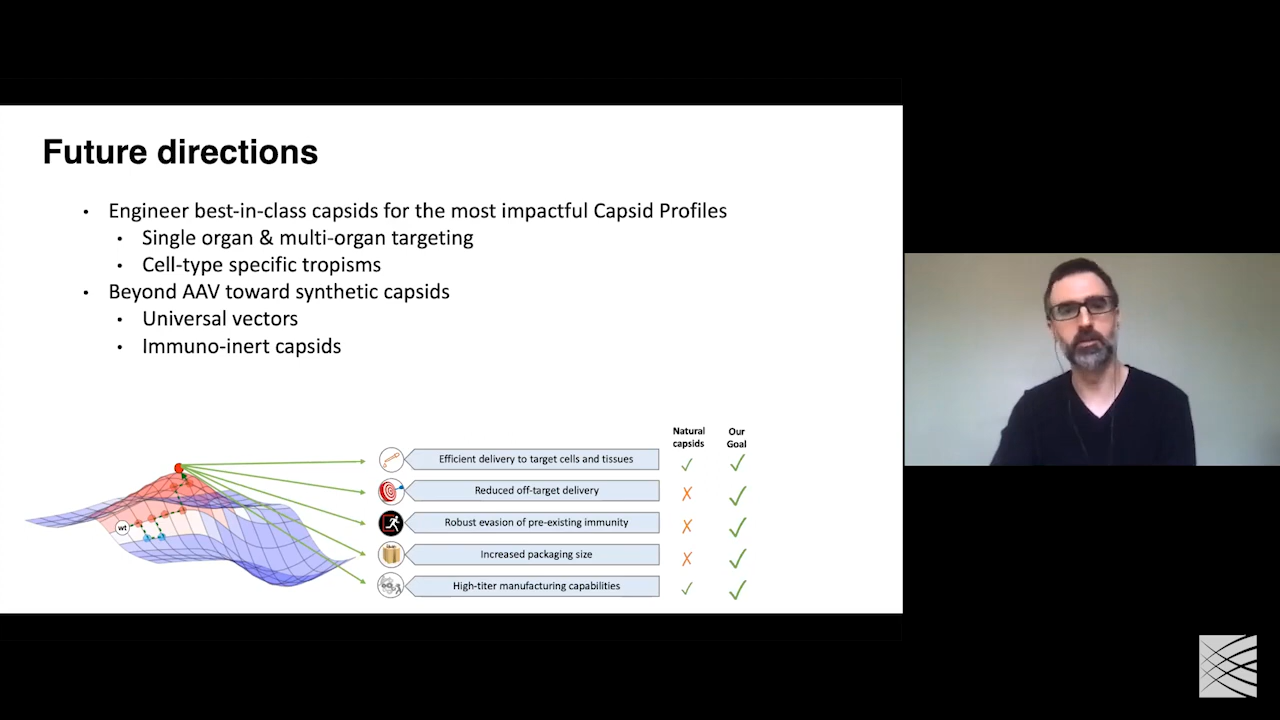 Future directions
• Engineer best-in-class capsids for the most impactful Capsid Profiles
• Single organ & multi-organ targeting
• Cell-type specific tropisms
• Beyond AAV toward synthetic capsids
• Universal vectors
• Immuno-inert capsids
Natural
capsids
Our
Goal
Efficient delivery to target cells and tissues ✓ ✓
Reduced off-target delivery ✗ ✓
Robust evasion of pre-existing immunity ✗ ✓
Increased packaging size ✗ ✓
High-titer manufacturing capabilities ✓ ✓
wt